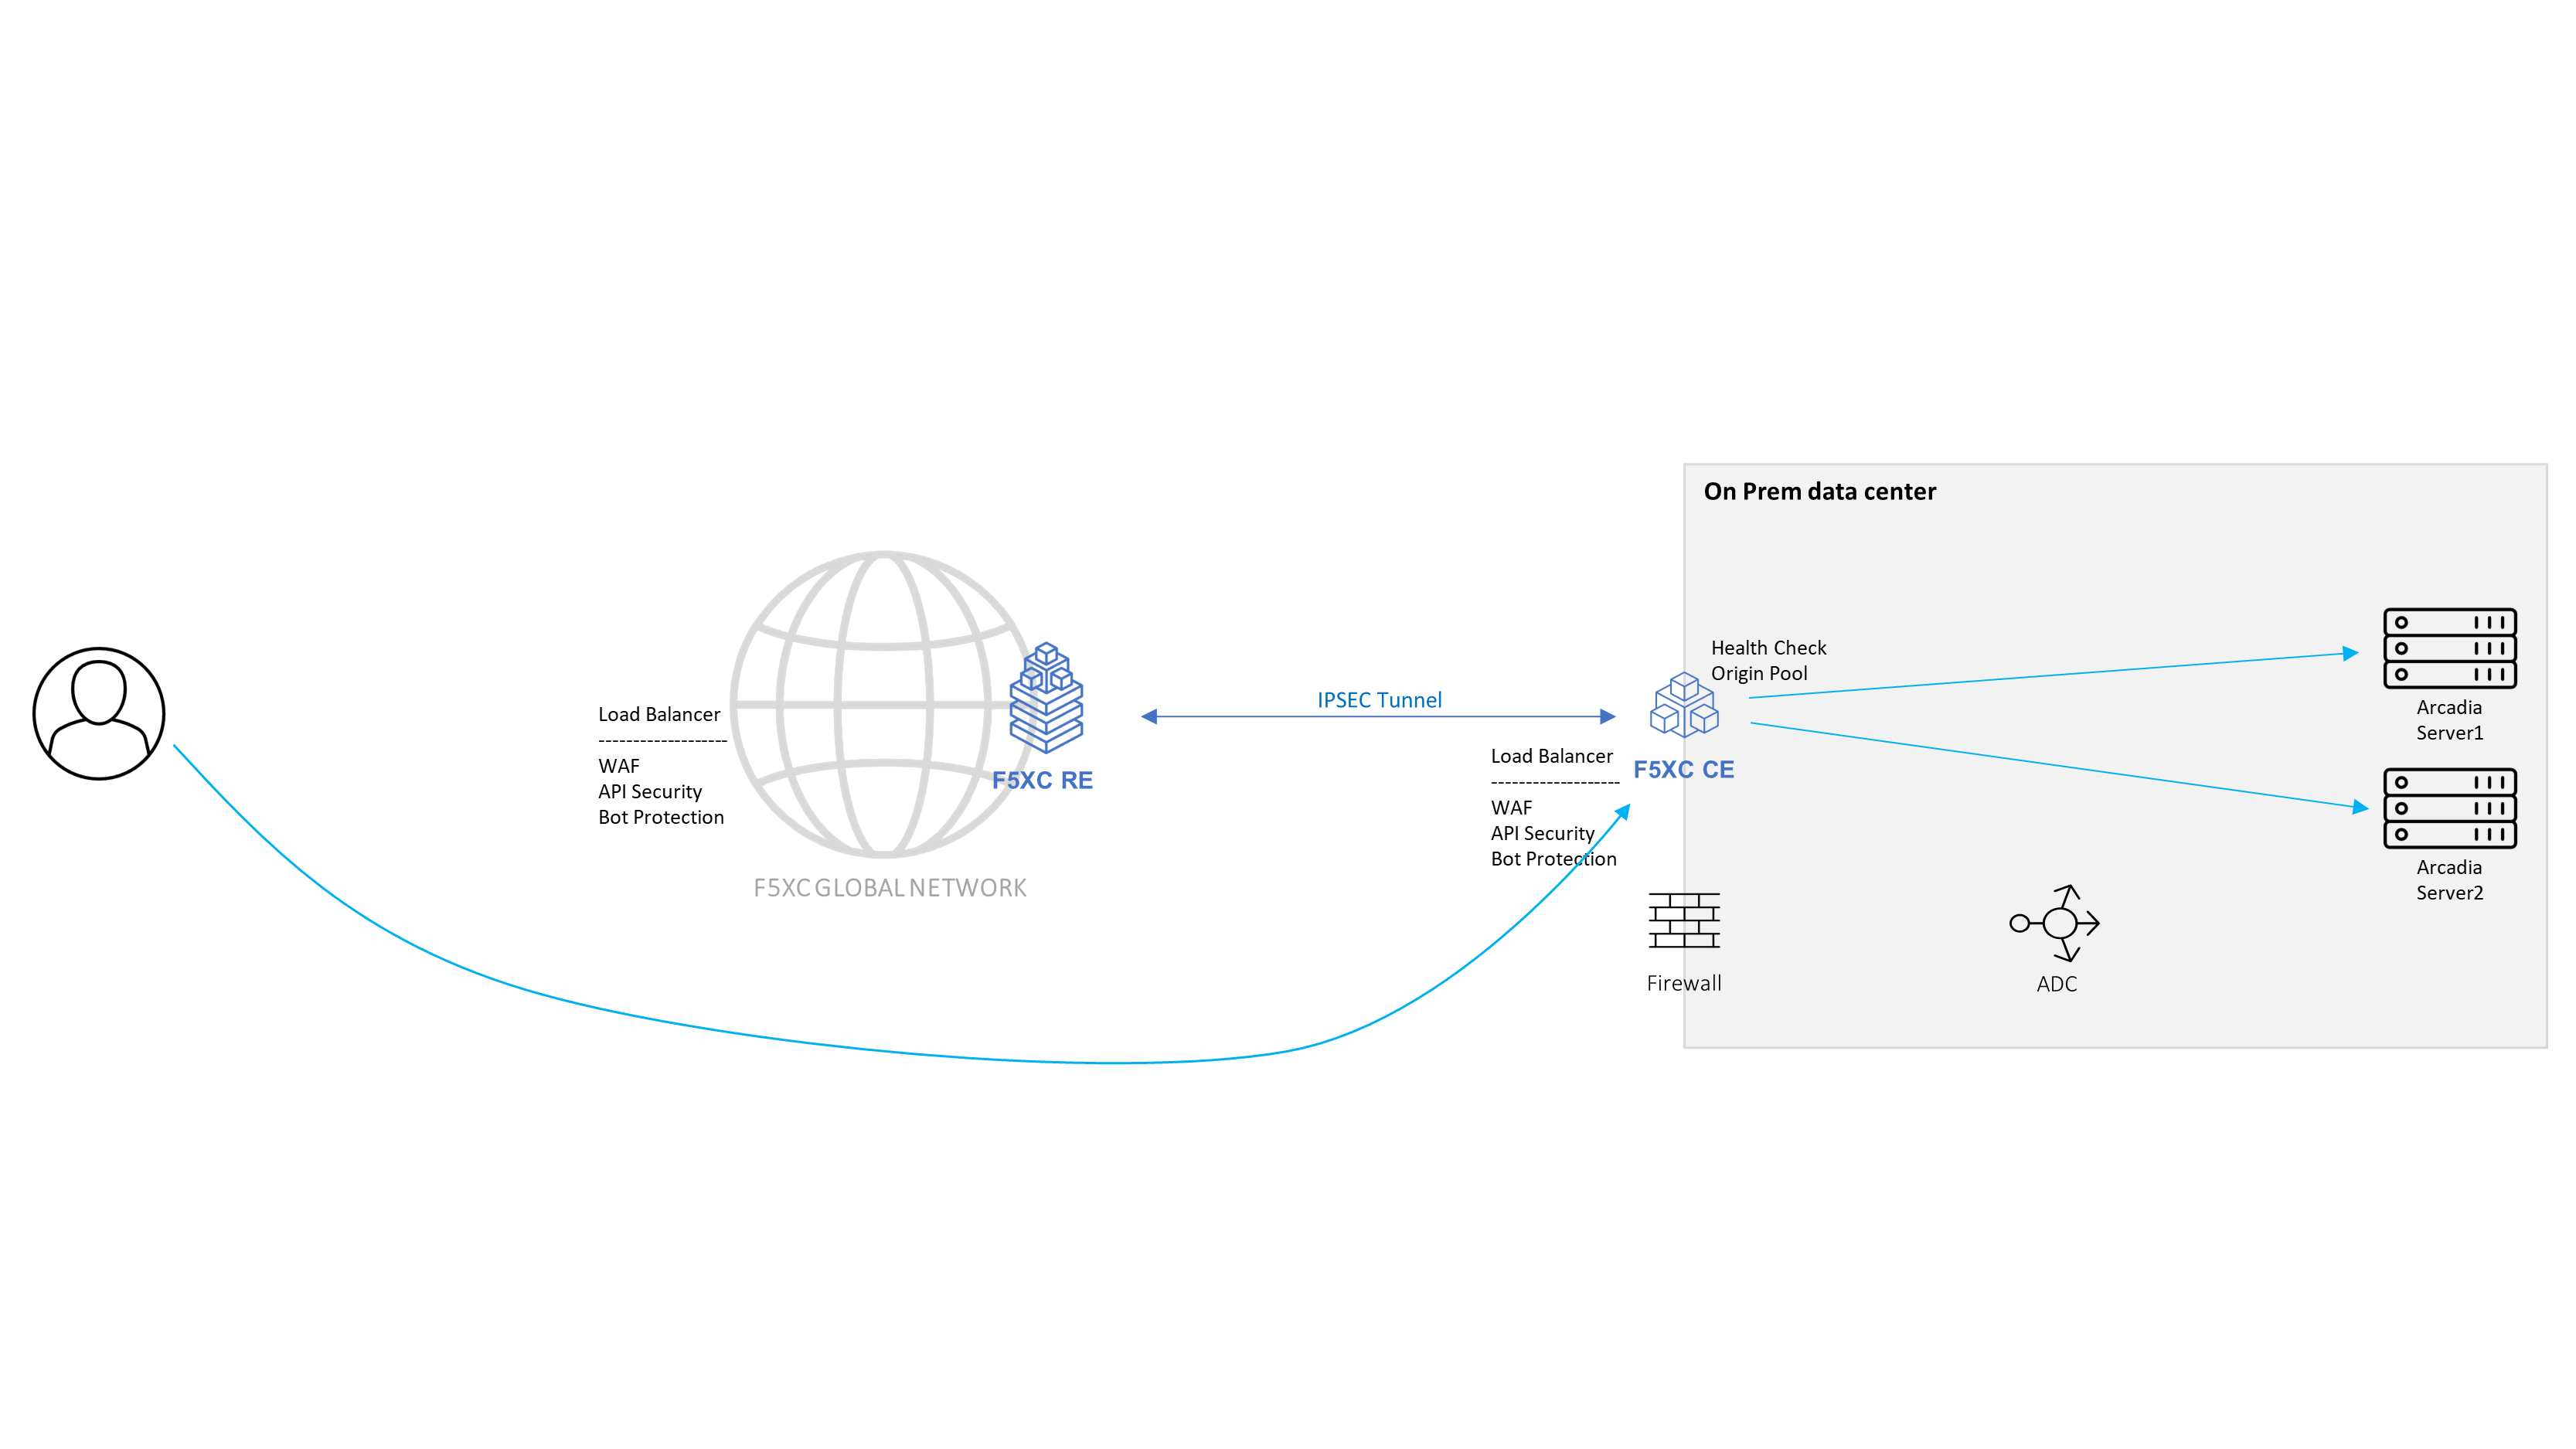 On Prem data center
Health Check
Origin Pool
IPSEC Tunnel
Load Balancer
-------------------
WAF
API Security
Bot Protection
F5XC RE
F5XC GLOBAL NETWORK
Load Balancer
-------------------
WAF
API Security
Bot Protection
F5XC CE
Arcadia
Server1
Arcadia
Server2
Firewall
ADC